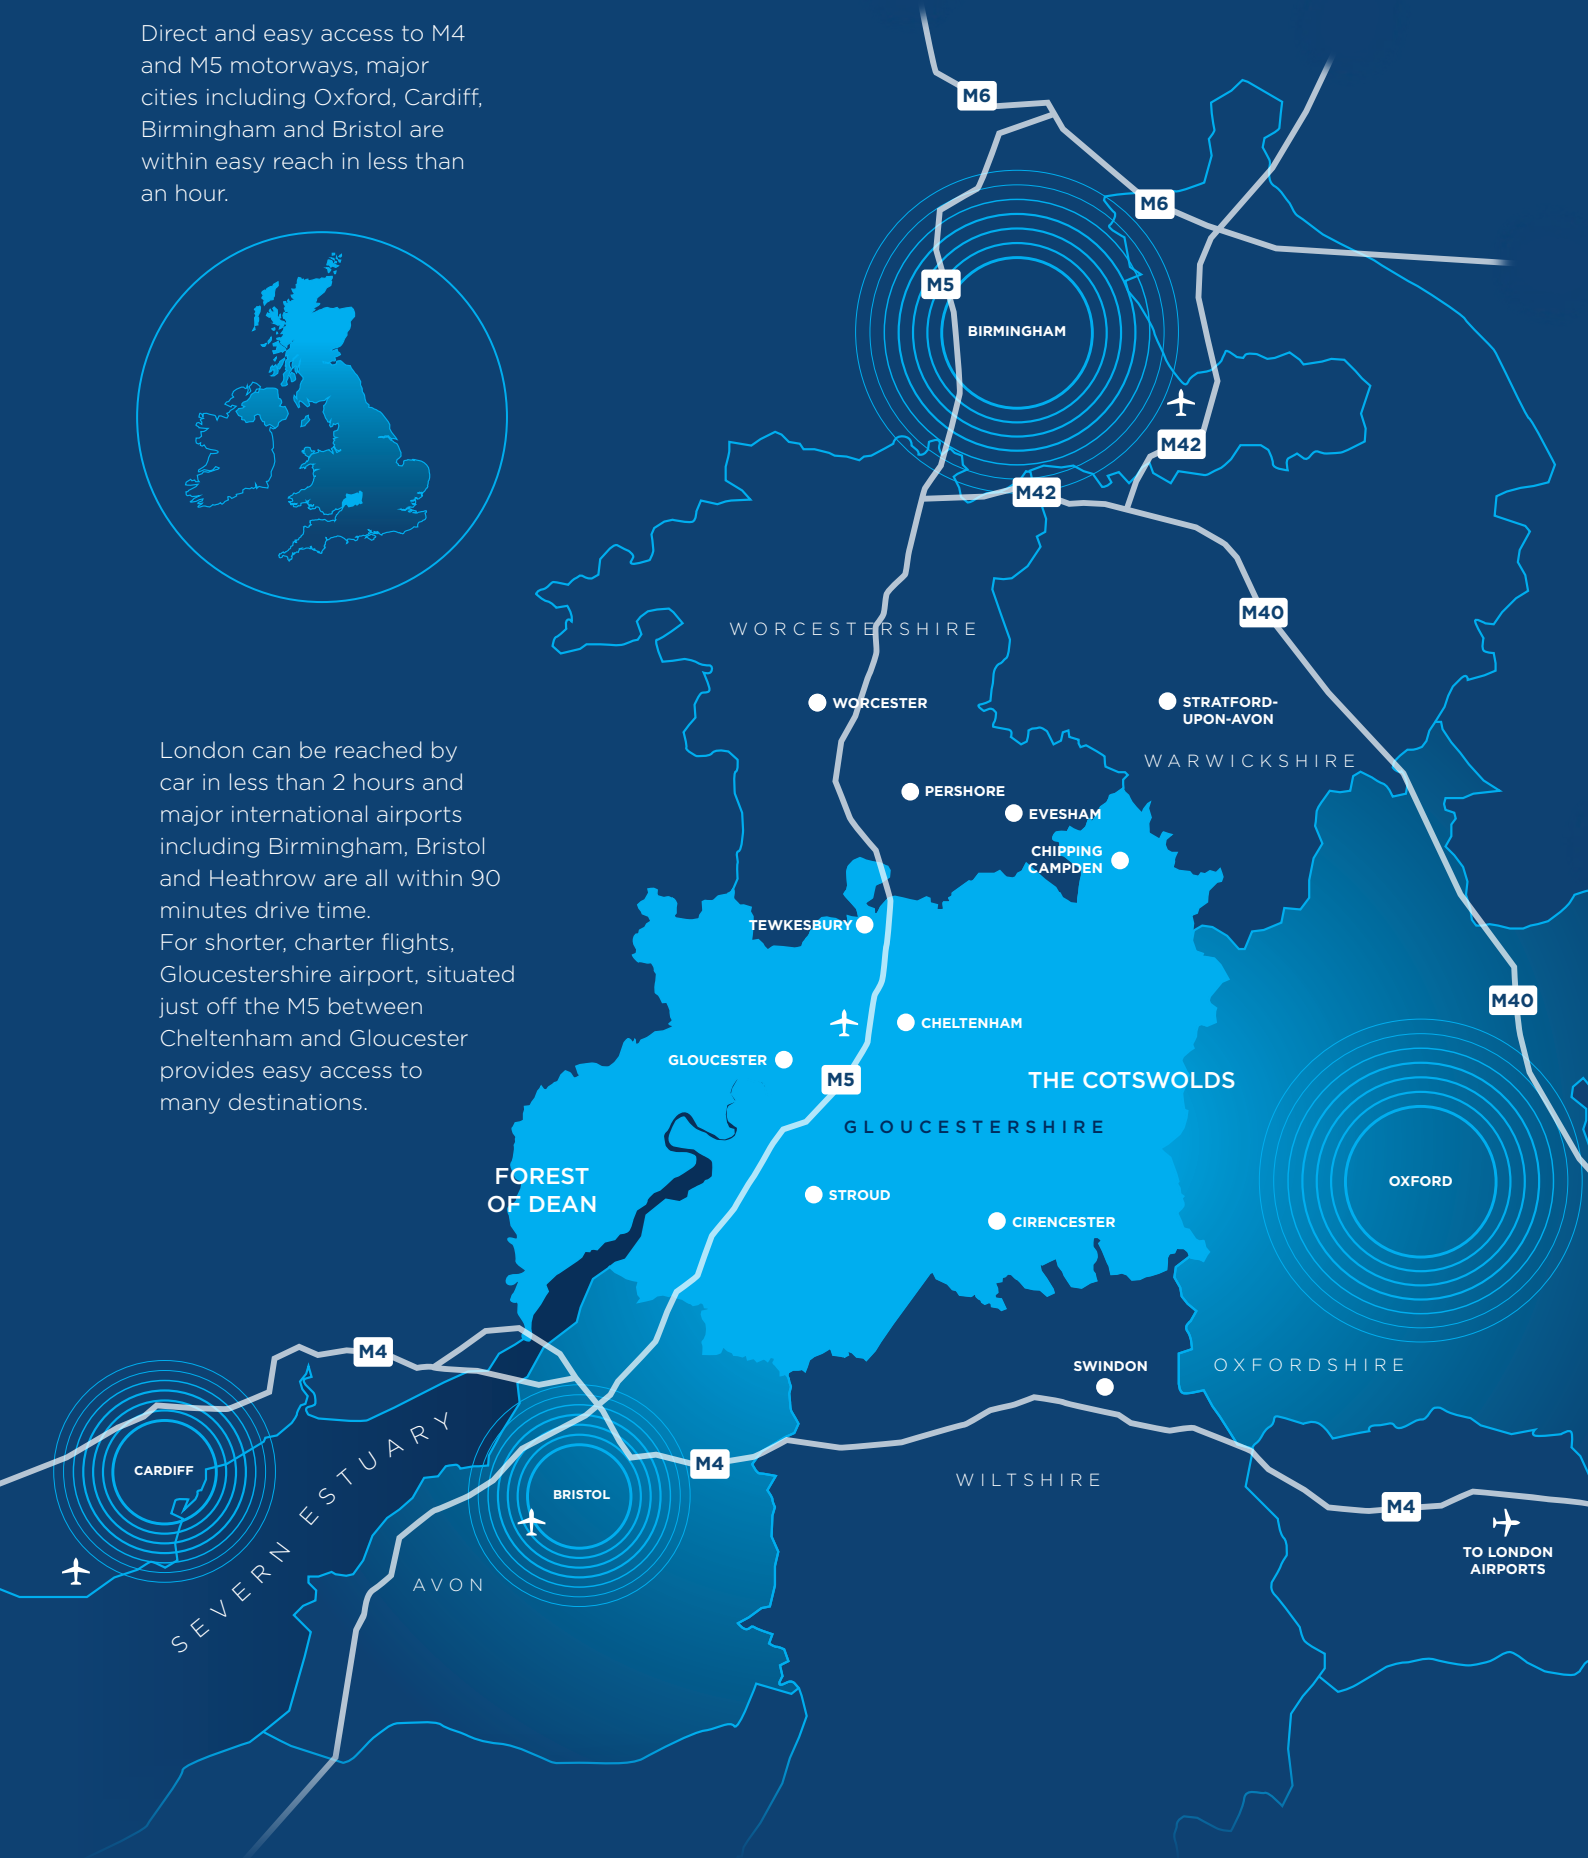 Direct and easy access to M4
and M5 motorways, major
cities including Oxford, Cardiff,
Birmingham and Bristol are
within easy reach in less than
an hour.
M6
M6
M5
BIRMINGHAM
M42
M42
M40
WORCESTERSHIRE
WORCESTER
STRATFORD-
UPON-AVON
WARWICKSHIRE
London can be reached by
car in less than 2 hours and
major international airports
including Birmingham, Bristol
and Heathrow are all within 90
minutes drive time.
For shorter, charter flights,
Gloucestershire airport, situated
just off the M5 between
Cheltenham and Gloucester
provides easy access to
many destinations.
PERSHORE
EVESHAM
CHIPPING
CAMPDEN
TEWKESBURY
M40
CHELTENHAM
GLOUCESTER
M5
THE COTSWOLDS
GLOUCESTERSHIRE
FOREST
OF DEAN
STROUD
OXFORD
CIRENCESTER
M4
SWINDON
OXFORDSHIRE
SEVERN ESTUARY
CARDIFF
M4
WILTSHIRE
BRISTOL
M4
TO LONDON
AIRPORTS
AVON